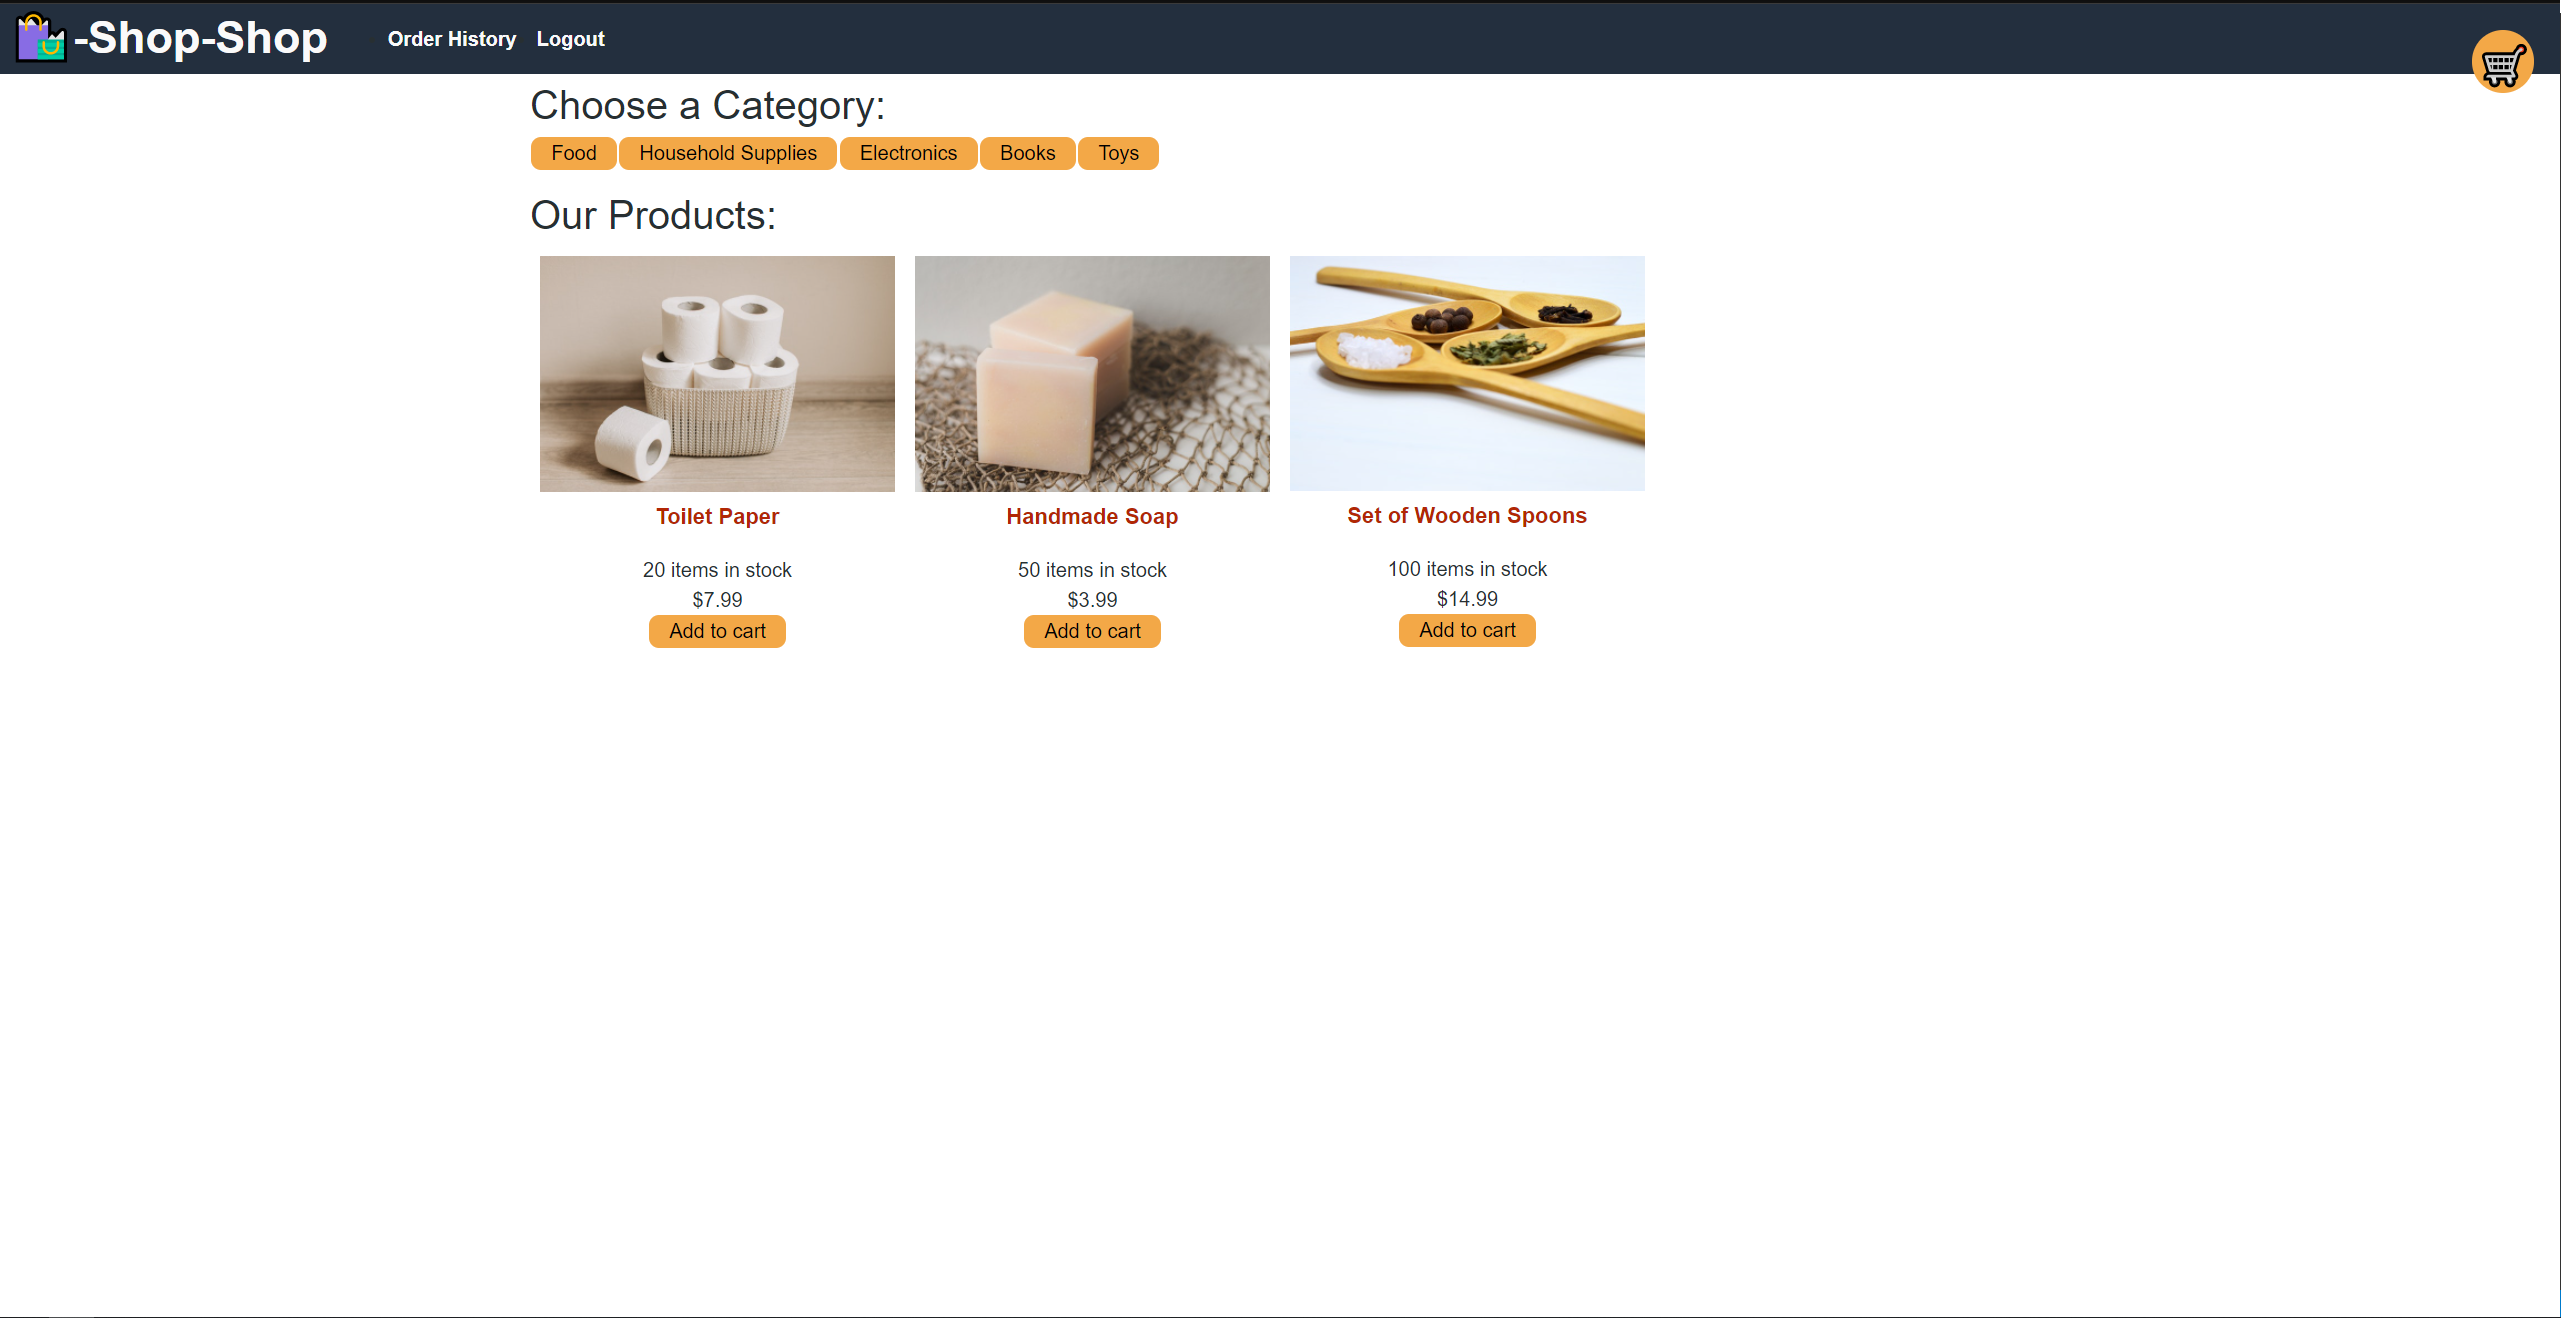 -Shop-Shop Order History Logout
Choose a Category:
Food Household Supplies Electronics Books Toys
Our Products:
Toilet Paper Handmade Soap Set of Wooden Spoons
20 items in stock 50 items in stock 100 items in stock
$7.99 $3.99 $14.99
Add to cart Add to cart Add to cart